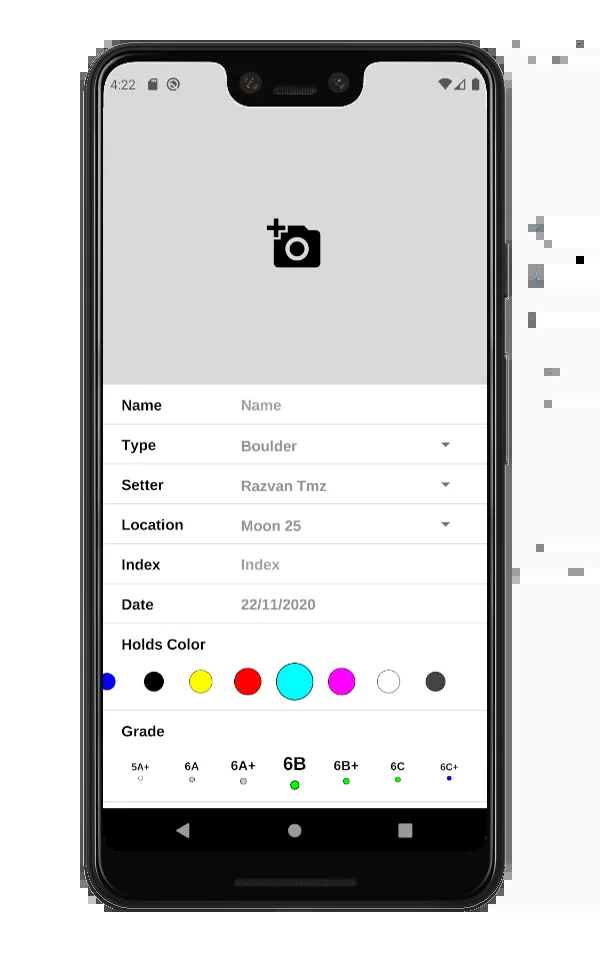 4:22
Name Name
Type Boulder
Setter Razvan Tmz
Location Moon 25
Index Index
Date 22/11/2020
Holds Color
Grade
5A+ 6A 6A+ 6B 6B+ 6C 6C+